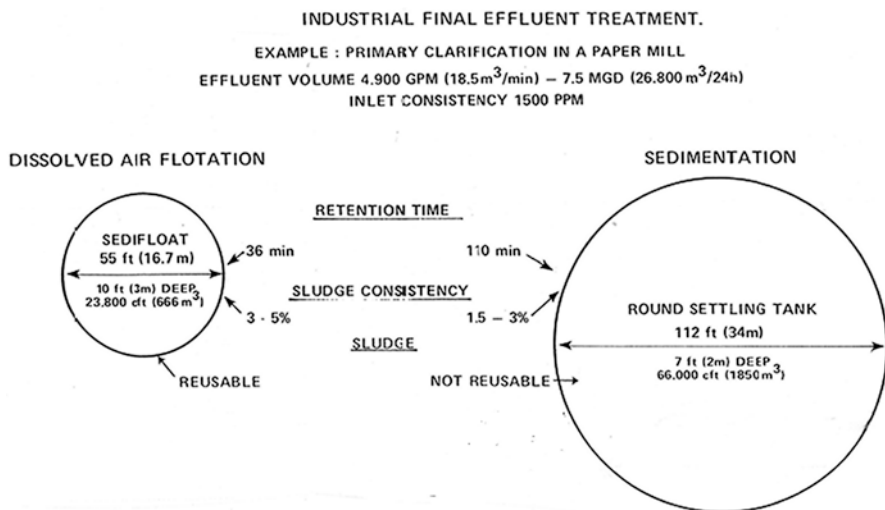 INDUSTRIAL FINAL EFFLUENT TREATMENT.
EXAMPLE : PRIMARY CLARIFICATION IN A PAPER MILL
EFFLUENT VOLUME 4.900 GPM (18.5m³/min) – 7.5 MGD (26.800 m³/24h)
INLET CONSISTENCY 1500 PPM
DISSOLVED AIR FLOTATION
SEDIMENTATION
RETENTION TIME
SEDIFLOAT
55 ft (16.7 m)
10 ft (3m) DEEP
23.800 cft (666 m³)
36 min
110 min
SLUDGE CONSISTENCY
3 - 5%
1.5 – 3%
SLUDGE
REUSABLE
NOT REUSABLE
ROUND SETTLING TANK
112 ft (34m)
7 ft (2m) DEEP
66.000 cft (1850 m³)